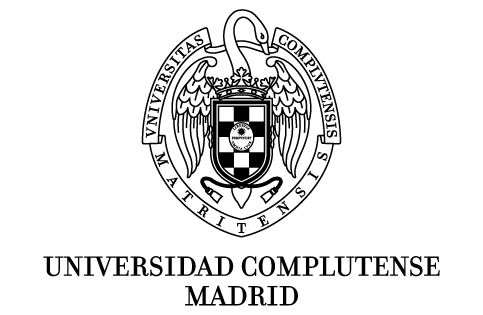 VNIVERSITAS
COMPLVTENSIS
MATRITENSIS
UNIVERSIDAD COMPLUTENSE
MADRID